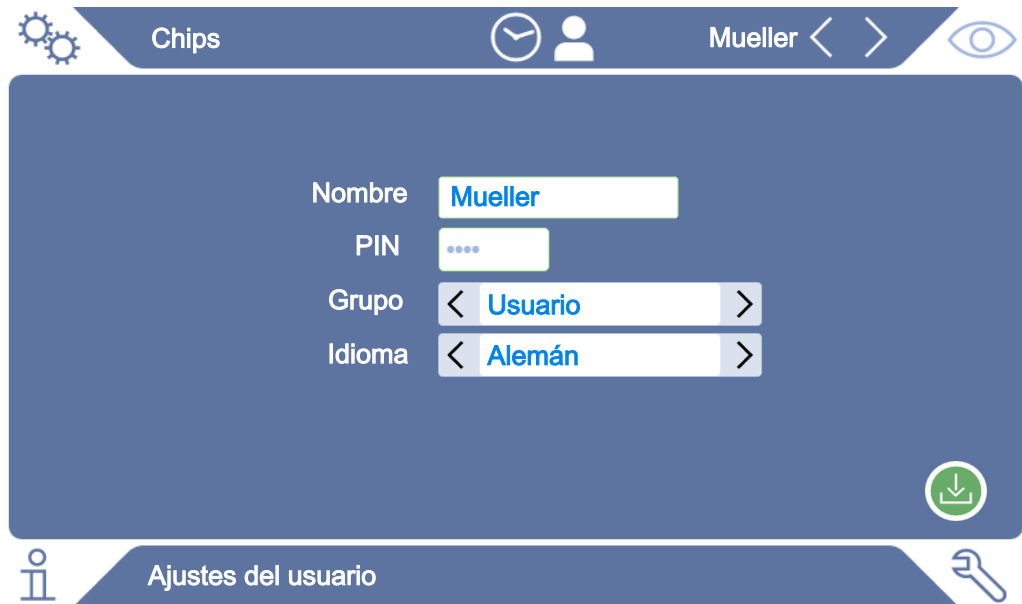 Chips Mueller
Nombre Mueller
PIN ••••
Grupo Usuario
Idioma Alemán
Ajustes del usuario